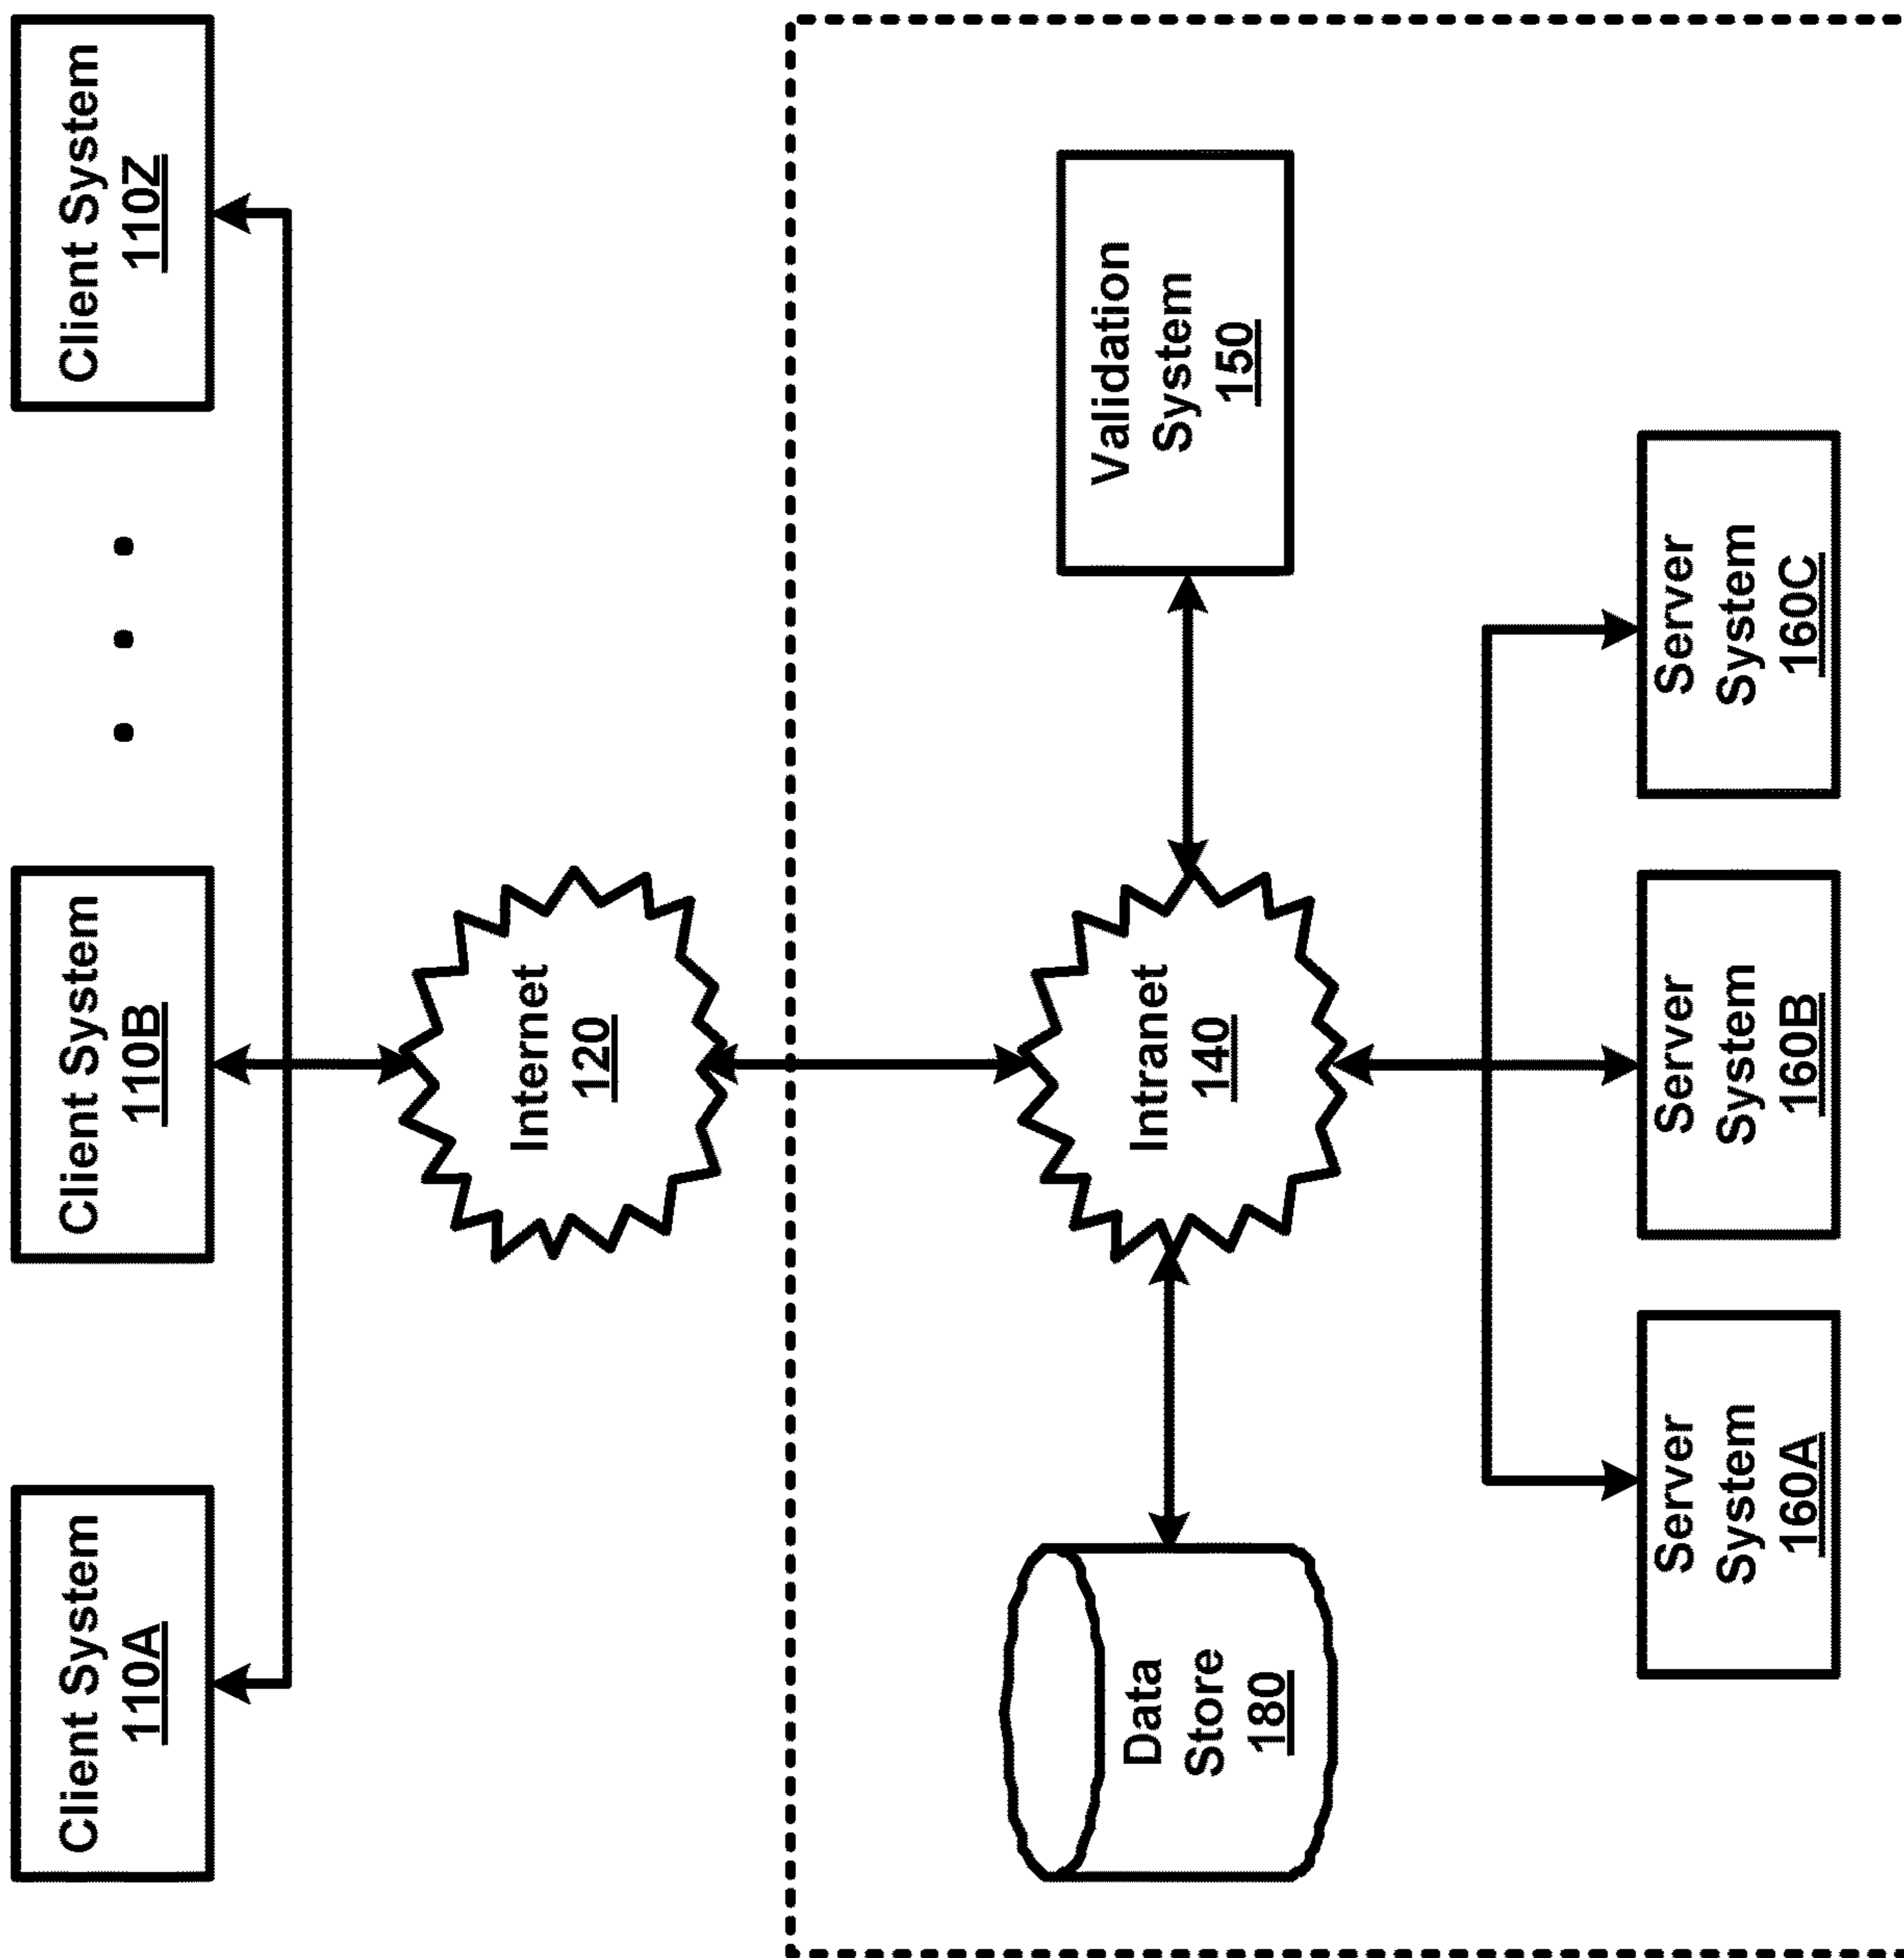 Client System
110A
Client System
110B
Client System
110Z
Internet
120
Intranet
140
Data
Store
180
Validation
System
150
Server
System
160A
Server
System
160B
Server
System
160C